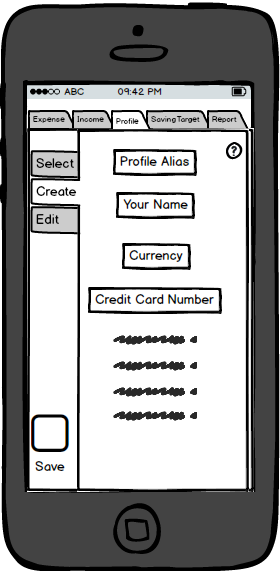 ABC 09:42 PM
Expense Income Profile Saving Target Report
?
Select
Create
Edit
Profile Alias
Your Name
Currency
Credit Card Number
Save